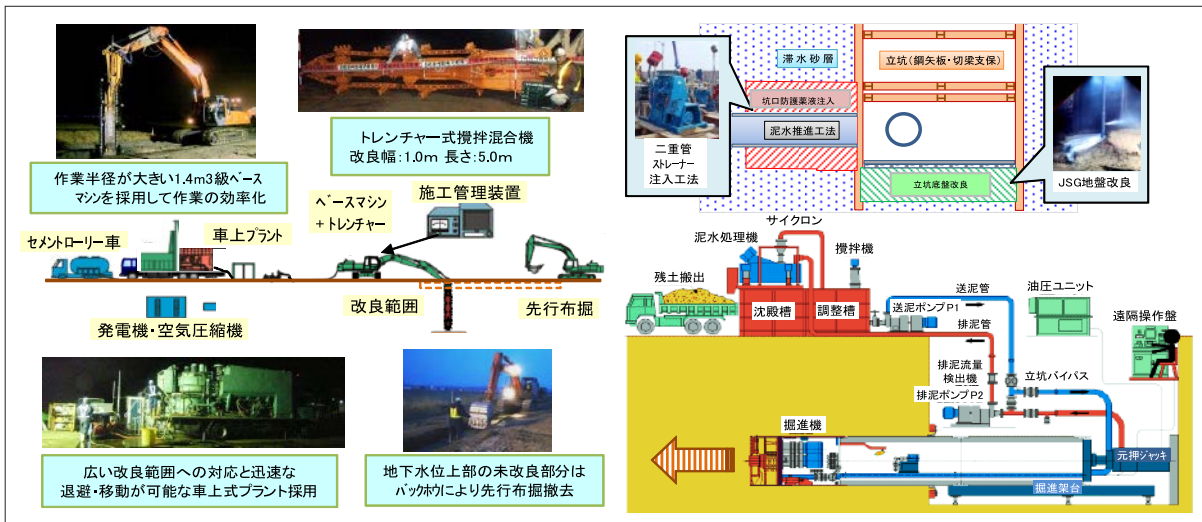 作業半径が大きい1.4m3級ベース
マシンを採用して作業の効率化
トレンチャー式攪拌混合機
改良幅:1.0m 長さ:5.0m
ベースマシン
+トレンチャー
施工管理装置
セメントローリー車
車上プラント
改良範囲
先行布掘
発電機・空気圧縮機
広い改良範囲への対応と迅速な
退避・移動が可能な車上式プラント採用
地下水位上部の未改良部分は
バックホウにより先行布掘撤去
滞水砂層
立坑(鋼矢板・切梁支保)
坑口防護薬液注入
泥水推進工法
二重管
ストレーナー
注入工法
立坑底盤改良
JSG地盤改良
サイクロン
泥水処理機
攪拌機
残土搬出
沈殿槽
調整槽
送泥管
送泥ポンプP1
排泥管
油圧ユニット
遠隔操作盤
排泥流量
検出機
立坑バイパス
排泥ポンプP2
掘進機
元押ジャッキ
掘進架台